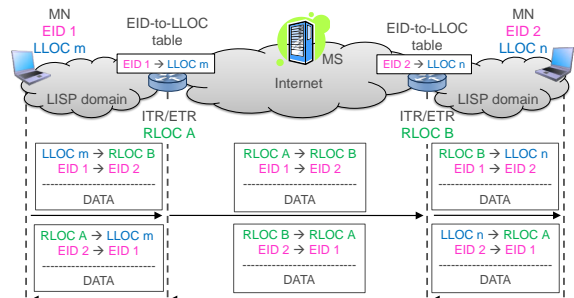 MN
EID 1
LLOC m
EID-to-LLOC
table
EID 1 → LLOC m
MS
Internet
EID-to-LLOC
table
EID 2 → LLOC n
MN
EID 2
LLOC n
LISP domain
LISP domain
ITR/ETR
RLOC A
ITR/ETR
RLOC B
LLOC m → RLOC B
EID 1 → EID 2
------------------------
DATA
RLOC A → RLOC B
EID 1 → EID 2
------------------------
DATA
RLOC B → LLOC n
EID 1 → EID 2
------------------------
DATA
RLOC A → LLOC m
EID 2 → EID 1
------------------------
DATA
RLOC B → RLOC A
EID 2 → EID 1
------------------------
DATA
LLOC n → RLOC A
EID 2 → EID 1
------------------------
DATA